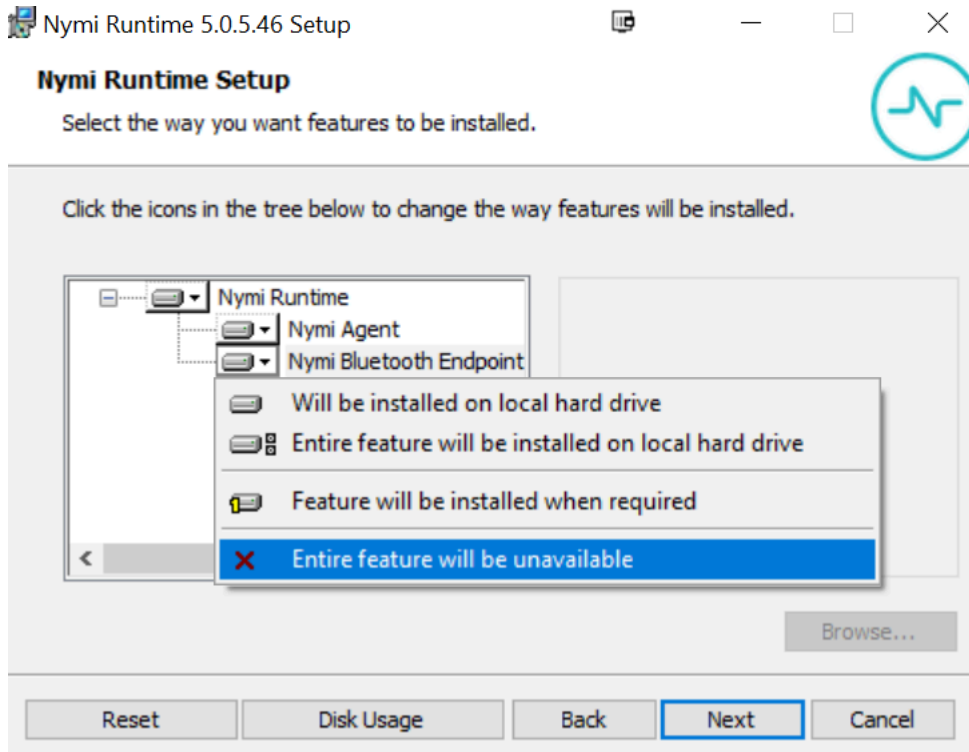 Nymi Runtime 5.0.5.46 Setup
Nymi Runtime Setup
Select the way you want features to be installed.
Click the icons in the tree below to change the way features will be installed.
Nymi Runtime
Nymi Agent
Nymi Bluetooth Endpoint
Will be installed on local hard drive
Entire feature will be installed on local hard drive
Feature will be installed when required
Entire feature will be unavailable
Browse...
Reset Disk Usage Back Next Cancel